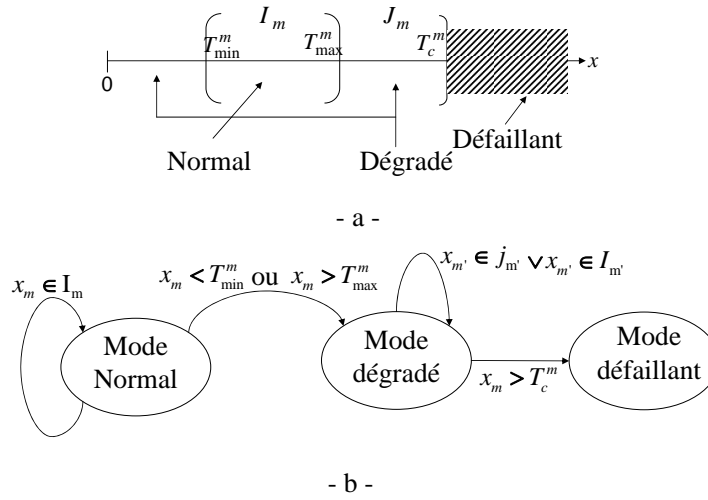 I_m J_m
T_min^m T_max^m T_c^m
0 x
Normal Dégradé Défaillant
- a -
x_m ∈ I_m
x_m < T_min^m ou x_m > T_max^m
x_m' ∈ j_m' ∨ x_m' ∈ I_m'
Mode
Normal
Mode
dégradé
x_m > T_c^m
Mode
défaillant
- b -